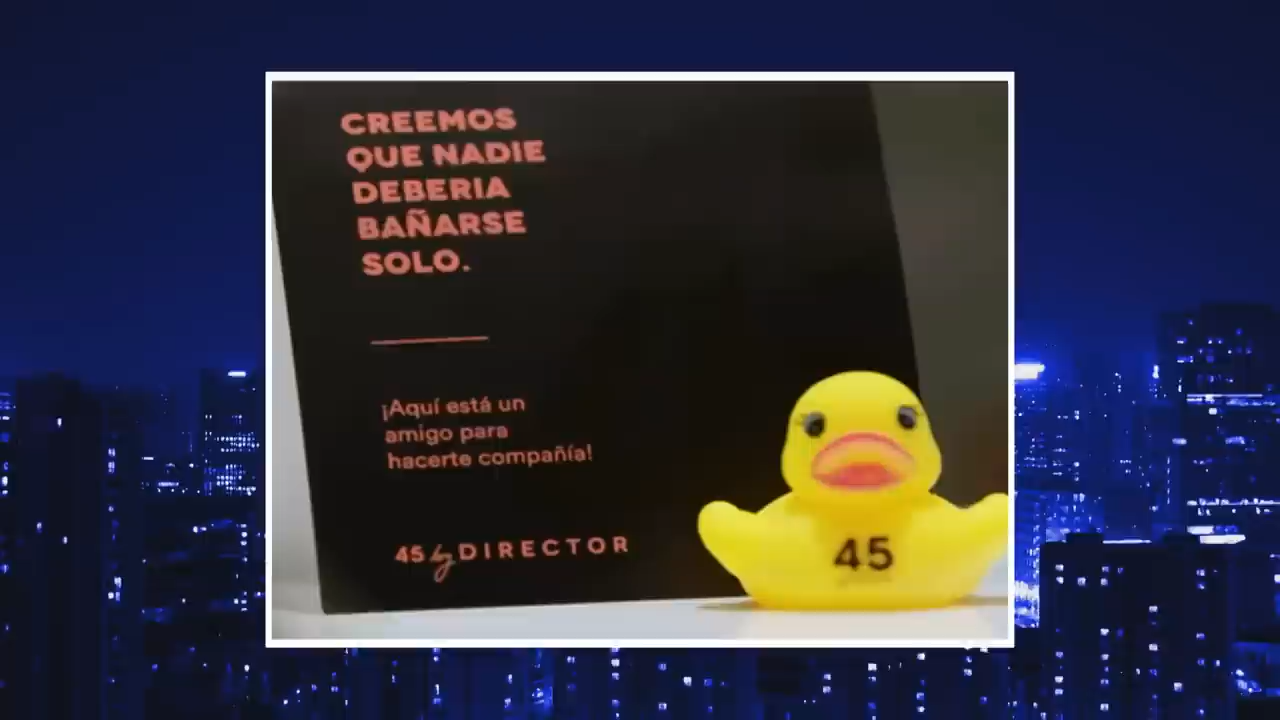 CREEMOS
QUE NADIE
DEBERIA
BAÑARSE
SOLO.
¡Aquí está un
amigo para
hacerte compañía!
45 by DIRECTOR
45